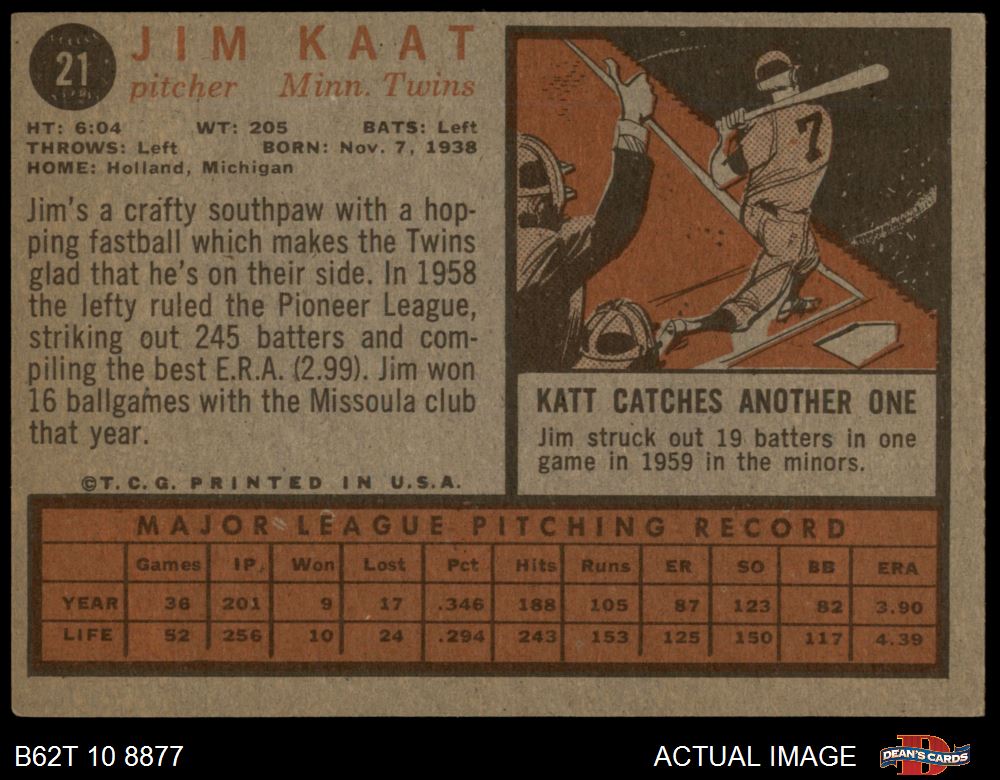 21
JIM KAAT
pitcher Minn. Twins
HT: 6:04 WT: 205 BATS: Left
THROWS: Left BORN: Nov. 7, 1938
HOME: Holland, Michigan
Jim's a crafty southpaw with a hop-
ping fastball which makes the Twins
glad that he's on their side. In 1958
the lefty ruled the Pioneer League,
striking out 245 batters and com-
piling the best E.R.A. (2.99). Jim won
16 ballgames with the Missoula club
that year.
©T.C.G. PRINTED IN U.S.A.
7
KATT CATCHES ANOTHER ONE
Jim struck out 19 batters in one
game in 1959 in the minors.
MAJOR LEAGUE PITCHING RECORD
Games IP. Won Lost Pct Hits Runs ER SO BB ERA
YEAR 36 201 9 17 .346 188 105 87 123 82 3.90
LIFE 52 256 10 24 .294 243 153 125 150 117 4.39
B62T 10 8877 ACTUAL IMAGE DEAN'S CARDS